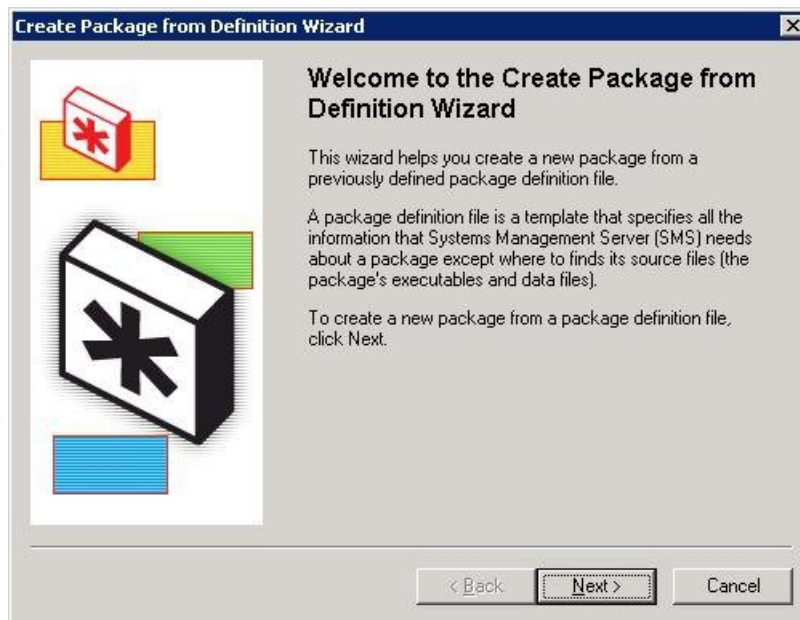 Create Package from Definition Wizard
Welcome to the Create Package from
Definition Wizard
This wizard helps you create a new package from a
previously defined package definition file.
A package definition file is a template that specifies all the
information that Systems Management Server (SMS) needs
about a package except where to finds its source files (the
package's executables and data files).
To create a new package from a package definition file,
click Next.
< Back
Next >
Cancel